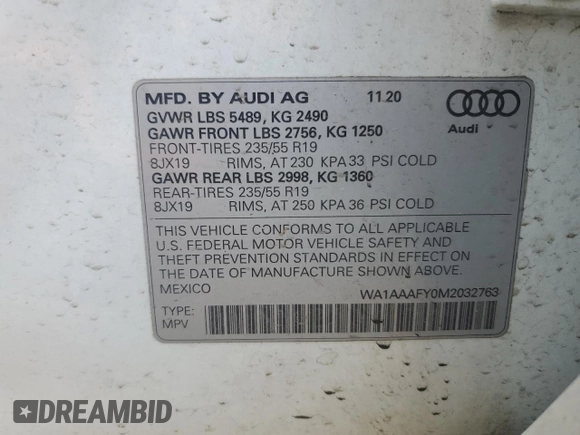 MFD. BY AUDI AG 11.20
GVWR LBS 5489, KG 2490
GAWR FRONT LBS 2756, KG 1250
FRONT-TIRES 235/55 R19
8JX19 RIMS, AT 230 KPA 33 PSI COLD
GAWR REAR LBS 2998, KG 1360
REAR-TIRES 235/55 R19
8JX19 RIMS, AT 250 KPA 36 PSI COLD
Audi
THIS VEHICLE CONFORMS TO ALL APPLICABLE
U.S. FEDERAL MOTOR VEHICLE SAFETY AND
THEFT PREVENTION STANDARDS IN EFFECT ON
THE DATE OF MANUFACTURE SHOWN ABOVE.
MEXICO WA1AAAFY0M2032763
TYPE:
MPV
DREAMBID